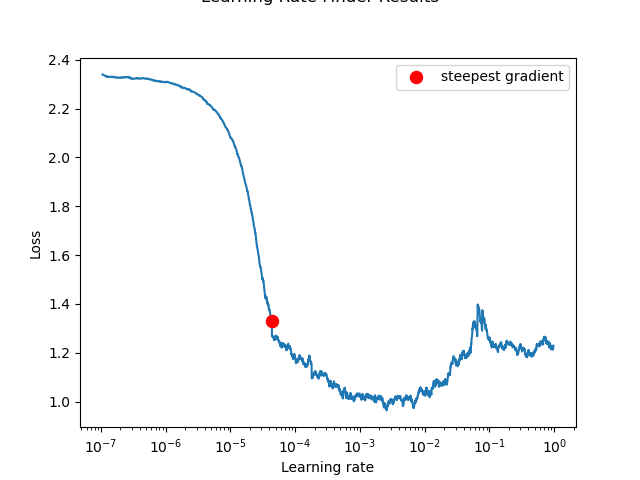 Learning Rate Finder Results
steepest gradient
Loss
2.4
2.2
2.0
1.8
1.6
1.4
1.2
1.0
10⁻⁷ 10⁻⁶ 10⁻⁵ 10⁻⁴ 10⁻³ 10⁻² 10⁻¹ 10⁰
Learning rate